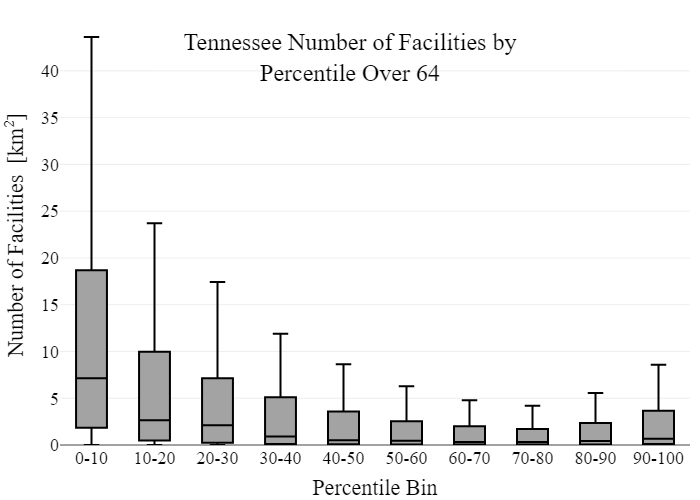 Tennessee Number of Facilities by
Percentile Over 64
Number of Facilities [km²]
40
35
30
25
20
15
10
5
0
0-10 10-20 20-30 30-40 40-50 50-60 60-70 70-80 80-90 90-100
Percentile Bin